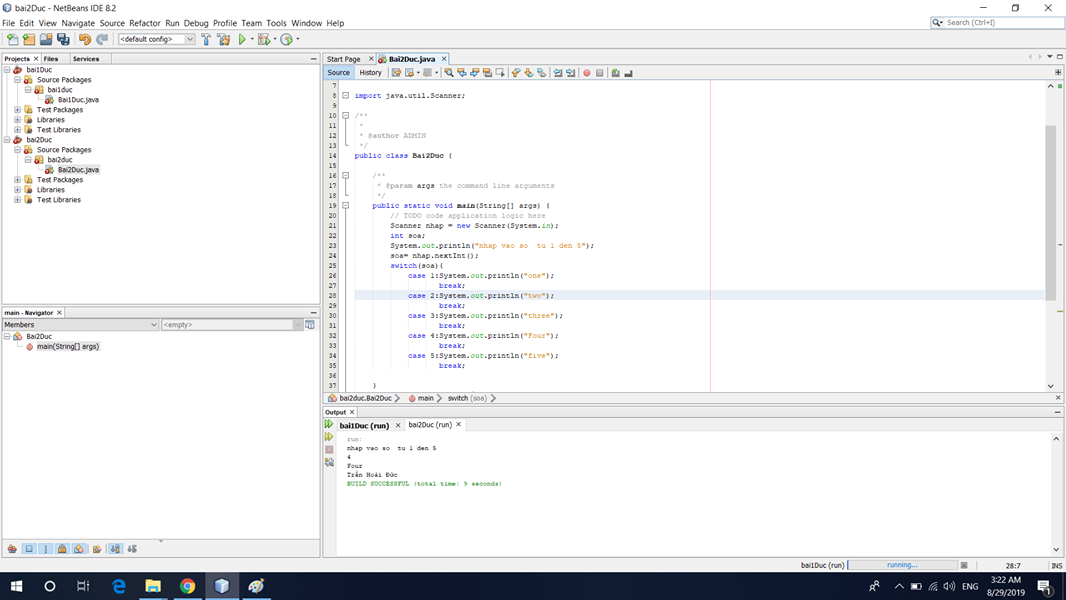 bai2Duc - NetBeans IDE 8.2
File Edit View Navigate Source Refactor Run Debug Profile Team Tools Window Help
Search (Ctrl+I)
<default config>
Projects Files Services
bai1Duc
Source Packages
bai1duc
Bai1Duc.java
Test Packages
Libraries
Test Libraries
bai2Duc
Source Packages
bai2duc
Bai2Duc.java
Test Packages
Libraries
Test Libraries
main - Navigator
Members <empty>
Bai2Duc
main(String[] args)
Start Page Bai2Duc.java
Source History
7
8 import java.util.Scanner;
9
10 /**
11 *
12 * @author ADMIN
13 */
14 public class Bai2Duc {
15
16 /**
17 * @param args the command line arguments
18 */
19 public static void main(String[] args) {
20 // TODO code application logic here
21 Scanner nhap = new Scanner(System.in);
22 int soa;
23 System.out.println("nhap vao so  tu 1 den 5");
24 soa= nhap.nextInt();
25 switch(soa){
26 case 1:System.out.println("one");
27 break;
28 case 2:System.out.println("two");
29 break;
30 case 3:System.out.println("three");
31 break;
32 case 4:System.out.println("Four");
33 break;
34 case 5:System.out.println("five");
35 break;
36
37 }
bai2duc.Bai2Duc main switch (soa)
Output
bai1Duc (run) bai2Duc (run)
run:
nhap vao so  tu 1 den 5
4
Four
Trần Hoài Đức
BUILD SUCCESSFUL (total time: 9 seconds)
bai2Duc (run) running... 28:7 INS
ENG
3:22 AM
8/29/2019
1